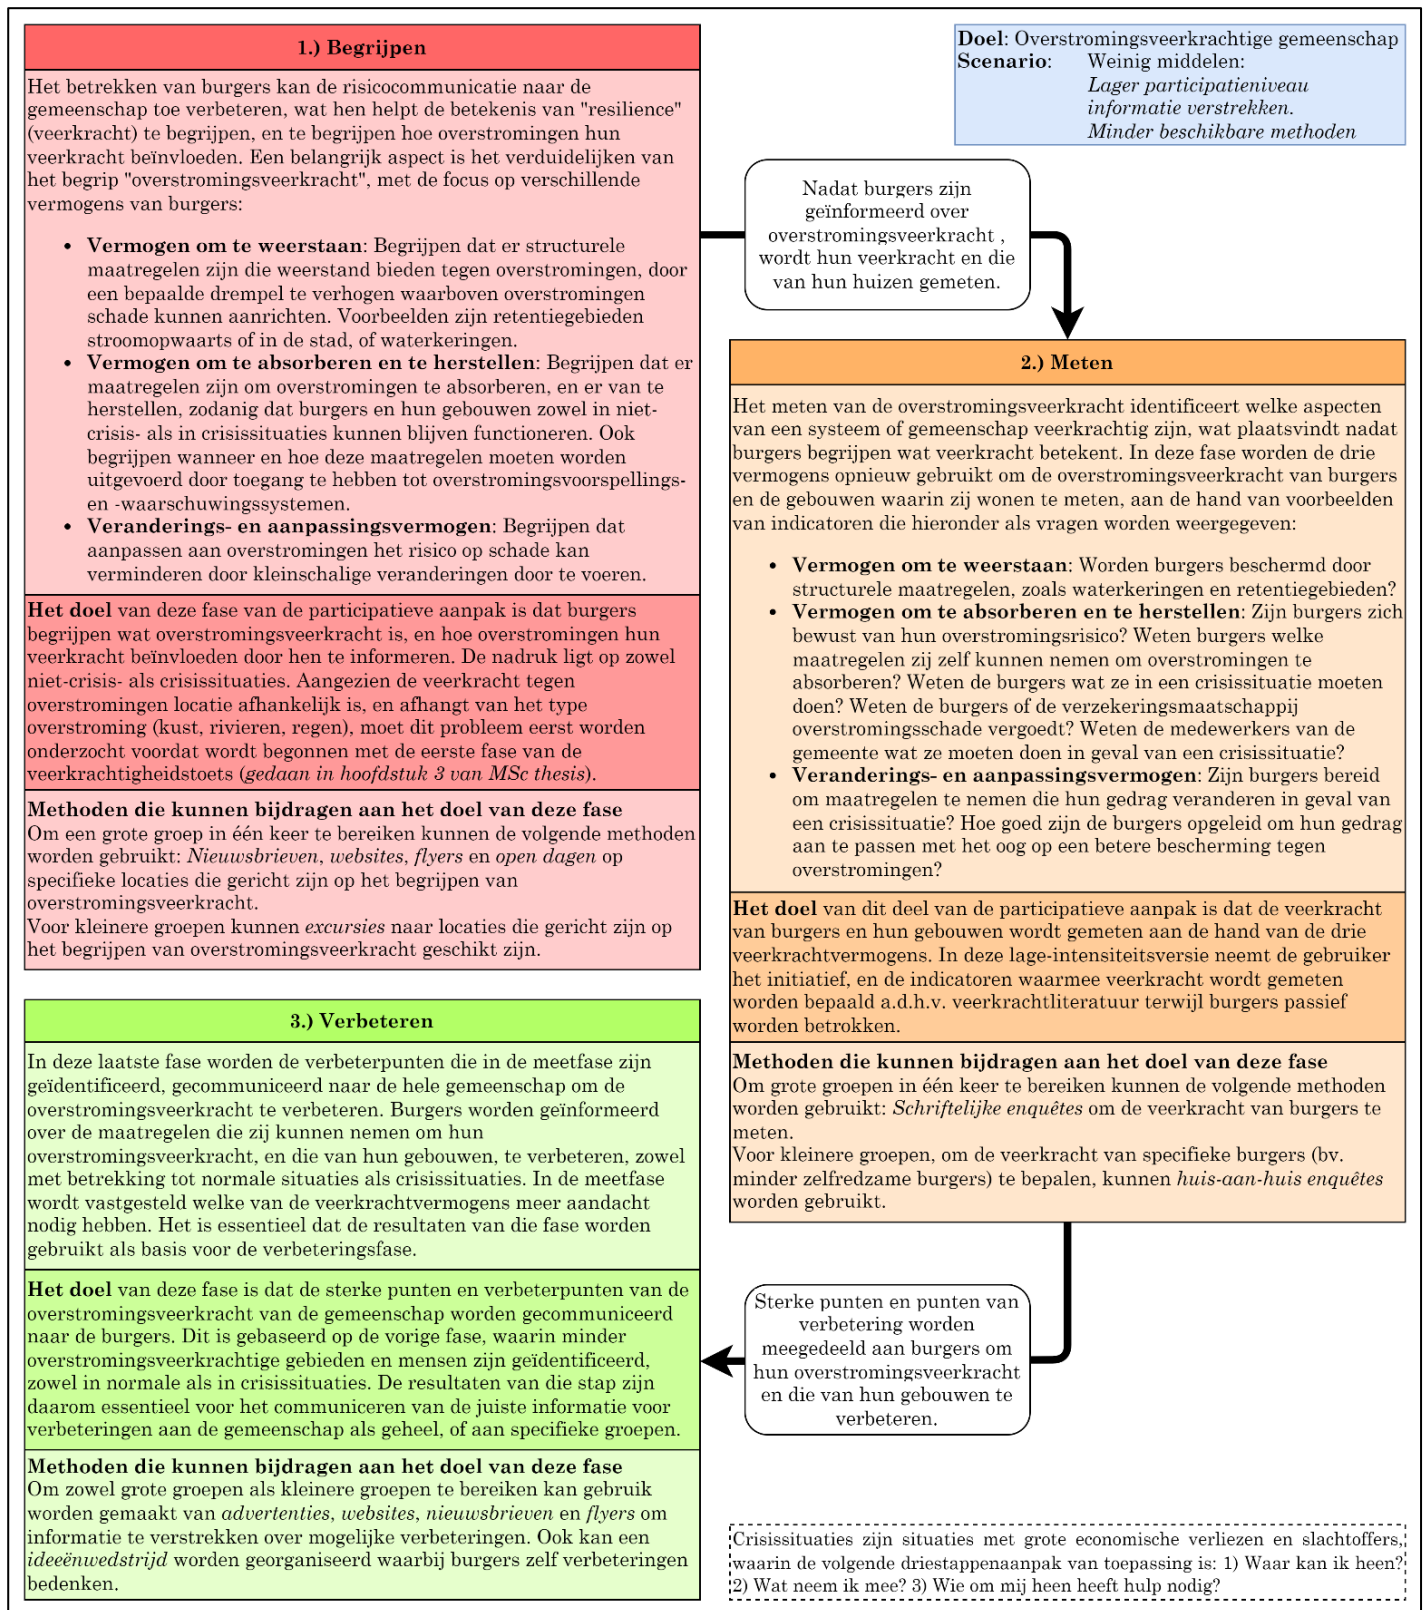 1.) Begrijpen
Het betrekken van burgers kan de risicocommunicatie naar de
gemeenschap toe verbeteren, wat hen helpt de betekenis van "resilience"
(veerkracht) te begrijpen, en te begrijpen hoe overstromingen hun
veerkracht beïnvloeden. Een belangrijk aspect is het verduidelijken van
het begrip "overstromingsveerkracht", met de focus op verschillende
vermogens van burgers:
• Vermogen om te weerstaan: Begrijpen dat er structurele
maatregelen zijn die weerstand bieden tegen overstromingen, door
een bepaalde drempel te verhogen waarboven overstromingen
schade kunnen aanrichten. Voorbeelden zijn retentiegebieden
stroomopwaarts of in de stad, of waterkeringen.
• Vermogen om te absorberen en te herstellen: Begrijpen dat er
maatregelen zijn om overstromingen te absorberen, en er van te
herstellen, zodanig dat burgers en hun gebouwen zowel in niet-
crisis- als in crisissituaties kunnen blijven functioneren. Ook
begrijpen wanneer en hoe deze maatregelen moeten worden
uitgevoerd door toegang te hebben tot overstromingsvoorspellings-
en -waarschuwingssystemen.
• Veranderings- en aanpassingsvermogen: Begrijpen dat
aanpassen aan overstromingen het risico op schade kan
verminderen door kleinschalige veranderingen door te voeren.
Het doel van deze fase van de participatieve aanpak is dat burgers
begrijpen wat overstromingsveerkracht is, en hoe overstromingen hun
veerkracht beïnvloeden door hen te informeren. De nadruk ligt op zowel
niet-crisis- als crisissituaties. Aangezien de veerkracht tegen
overstromingen locatie afhankelijk is, en afhangt van het type
overstroming (kust, rivieren, regen), moet dit probleem eerst worden
onderzocht voordat wordt begonnen met de eerste fase van de
veerkrachtigheidstoets (gedaan in hoofdstuk 3 van MSc thesis).
Methoden die kunnen bijdragen aan het doel van deze fase
Om een grote groep in één keer te bereiken kunnen de volgende methoden
worden gebruikt: Nieuwsbrieven, websites, flyers en open dagen op
specifieke locaties die gericht zijn op het begrijpen van
overstromingsveerkracht.
Voor kleinere groepen kunnen excursies naar locaties die gericht zijn op
het begrijpen van overstromingsveerkracht geschikt zijn.
Doel: Overstromingsveerkrachtige gemeenschap
Scenario: Weinig middelen:
Lager participatieniveau
informatie verstrekken.
Minder beschikbare methoden
Nadat burgers zijn
geïnformeerd over
overstromingsveerkracht ,
wordt hun veerkracht en die
van hun huizen gemeten.
2.) Meten
Het meten van de overstromingsveerkracht identificeert welke aspecten
van een systeem of gemeenschap veerkrachtig zijn, wat plaatsvindt nadat
burgers begrijpen wat veerkracht betekent. In deze fase worden de drie
vermogens opnieuw gebruikt om de overstromingsveerkracht van burgers
en de gebouwen waarin zij wonen te meten, aan de hand van voorbeelden
van indicatoren die hieronder als vragen worden weergegeven:
• Vermogen om te weerstaan: Worden burgers beschermd door
structurele maatregelen, zoals waterkeringen en retentiegebieden?
• Vermogen om te absorberen en te herstellen: Zijn burgers zich
bewust van hun overstromingsrisico? Weten burgers welke
maatregelen zij zelf kunnen nemen om overstromingen te
absorberen? Weten de burgers wat ze in een crisissituatie moeten
doen? Weten de burgers of de verzekeringsmaatschappij
overstromingsschade vergoedt? Weten de medewerkers van de
gemeente wat ze moeten doen in geval van een crisissituatie?
• Veranderings- en aanpassingsvermogen: Zijn burgers bereid
om maatregelen te nemen die hun gedrag veranderen in geval van
een crisissituatie? Hoe goed zijn de burgers opgeleid om hun gedrag
aan te passen met het oog op een betere bescherming tegen
overstromingen?
Het doel van dit deel van de participatieve aanpak is dat de veerkracht
van burgers en hun gebouwen wordt gemeten aan de hand van de drie
veerkrachtvermogens. In deze lage-intensiteitsversie neemt de gebruiker
het initiatief, en de indicatoren waarmee veerkracht wordt gemeten
worden bepaald a.d.h.v. veerkrachtliteratuur terwijl burgers passief
worden betrokken.
Methoden die kunnen bijdragen aan het doel van deze fase
Om grote groepen in één keer te bereiken kunnen de volgende methoden
worden gebruikt: Schriftelijke enquêtes om de veerkracht van burgers te
meten.
Voor kleinere groepen, om de veerkracht van specifieke burgers (bv.
minder zelfredzame burgers) te bepalen, kunnen huis-aan-huis enquêtes
worden gebruikt.
Sterke punten en punten van
verbetering worden
meegedeeld aan burgers om
hun overstromingsveerkracht
en die van hun gebouwen te
verbeteren.
3.) Verbeteren
In deze laatste fase worden de verbeterpunten die in de meetfase zijn
geïdentificeerd, gecommuniceerd naar de hele gemeenschap om de
overstromingsveerkracht te verbeteren. Burgers worden geïnformeerd
over de maatregelen die zij kunnen nemen om hun
overstromingsveerkracht, en die van hun gebouwen, te verbeteren, zowel
met betrekking tot normale situaties als crisissituaties. In de meetfase
wordt vastgesteld welke van de veerkrachtvermogens meer aandacht
nodig hebben. Het is essentieel dat de resultaten van die fase worden
gebruikt als basis voor de verbeteringsfase.
Het doel van deze fase is dat de sterke punten en verbeterpunten van de
overstromingsveerkracht van de gemeenschap worden gecommuniceerd
naar de burgers. Dit is gebaseerd op de vorige fase, waarin minder
overstromingsveerkrachtige gebieden en mensen zijn geïdentificeerd,
zowel in normale als in crisissituaties. De resultaten van die stap zijn
daarom essentieel voor het communiceren van de juiste informatie voor
verbeteringen aan de gemeenschap als geheel, of aan specifieke groepen.
Methoden die kunnen bijdragen aan het doel van deze fase
Om zowel grote groepen als kleinere groepen te bereiken kan gebruik
worden gemaakt van advertenties, websites, nieuwsbrieven en flyers om
informatie te verstrekken over mogelijke verbeteringen. Ook kan een
ideeënwedstrijd worden georganiseerd waarbij burgers zelf verbeteringen
bedenken.
Crisissituaties zijn situaties met grote economische verliezen en slachtoffers,
waarin de volgende driestappenaanpak van toepassing is: 1) Waar kan ik heen?
2) Wat neem ik mee? 3) Wie om mij heen heeft hulp nodig?